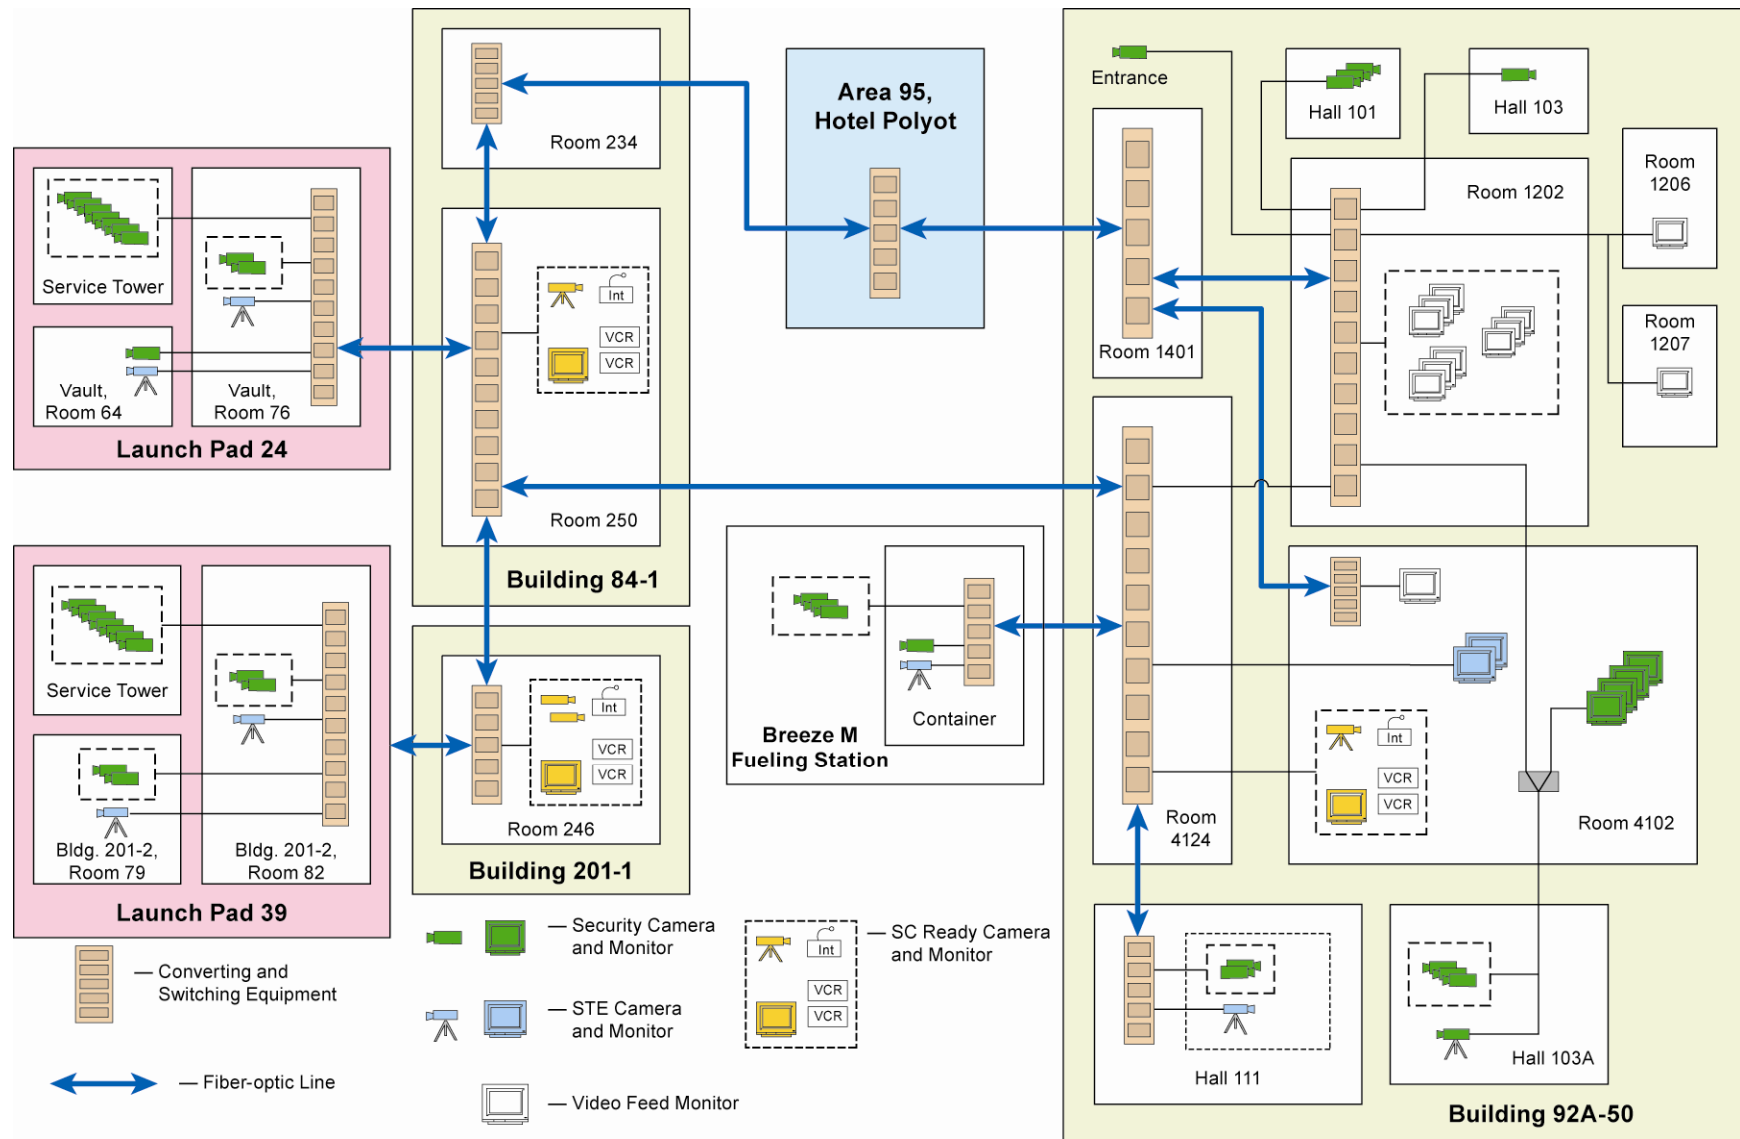 Room 234
Area 95,
Hotel Polyot
Entrance
Hall 101
Hall 103
Room
1206
Room 1202
Service Tower
Int
VCR
VCR
Room 1401
Room
1207
Vault,
Room 64
Vault,
Room 76
Launch Pad 24
Room 250
Building 84-1
Service Tower
Container
Breeze M
Fueling Station
Int
VCR
VCR
Room 246
Building 201-1
Bldg. 201-2,
Room 79
Bldg. 201-2,
Room 82
Launch Pad 39
Room
4124
Int
VCR
VCR
Room 4102
Hall 111
Hall 103A
Building 92A-50
Converting and
Switching Equipment
Fiber-optic Line
Security Camera
and Monitor
STE Camera
and Monitor
Video Feed Monitor
Int
VCR
VCR
SC Ready Camera
and Monitor